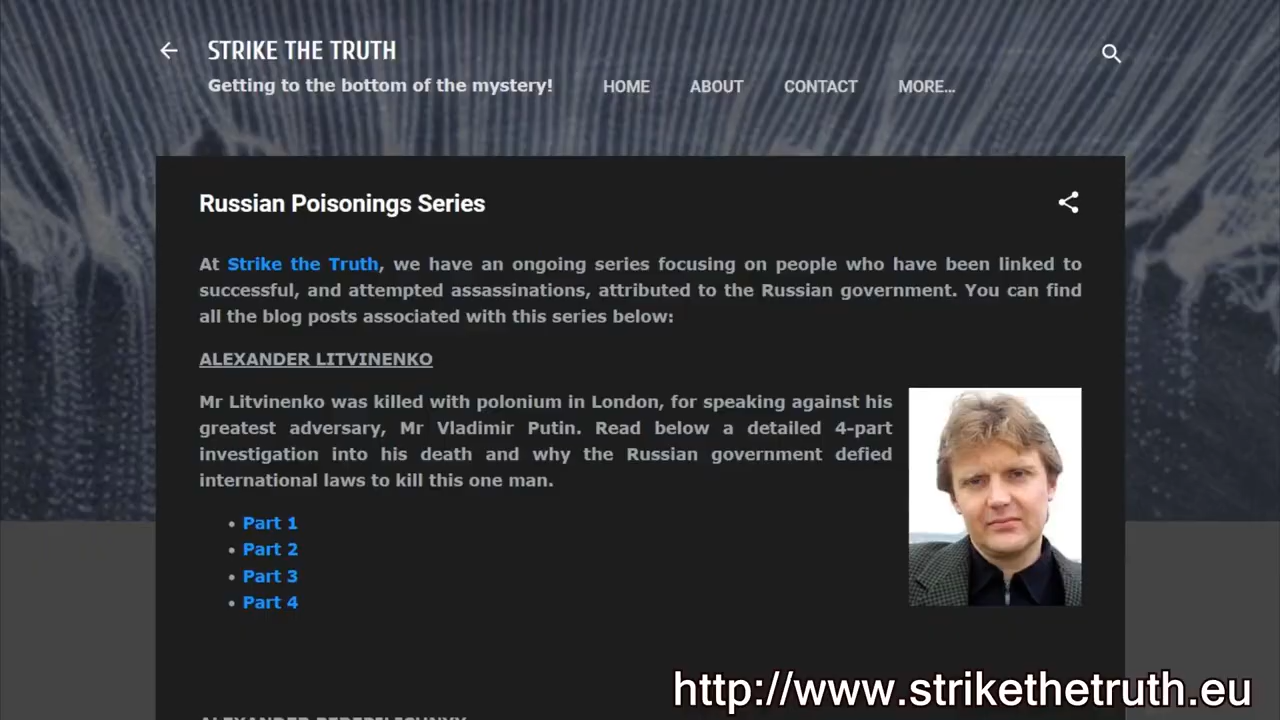 STRIKE THE TRUTH
Getting to the bottom of the mystery!
HOME ABOUT CONTACT MORE...
Russian Poisonings Series
At Strike the Truth, we have an ongoing series focusing on people who have been linked to
successful, and attempted assassinations, attributed to the Russian government. You can find
all the blog posts associated with this series below:
ALEXANDER LITVINENKO
Mr Litvinenko was killed with polonium in London, for speaking against his
greatest adversary, Mr Vladimir Putin. Read below a detailed 4-part
investigation into his death and why the Russian government defied
international laws to kill this one man.
• Part 1
• Part 2
• Part 3
• Part 4
http://www.strikethetruth.eu